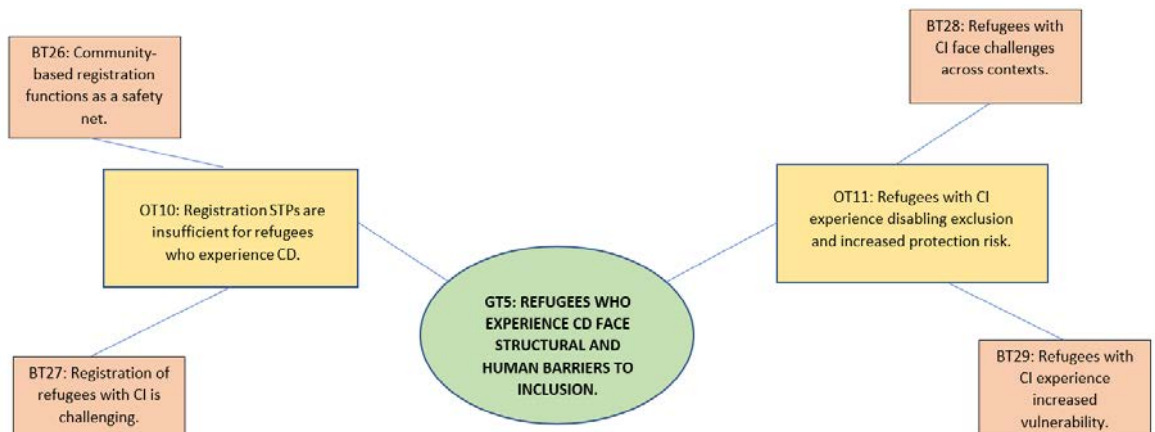 BT26: Community-
based registration
functions as a safety
net.
OT10: Registration STPs are
insufficient for refugees
who experience CD.
BT27: Registration of
refugees with CI is
challenging.
GT5: REFUGEES WHO
EXPERIENCE CD FACE
STRUCTURAL AND
HUMAN BARRIERS TO
INCLUSION.
BT28: Refugees with
CI face challenges
across contexts.
OT11: Refugees with CI
experience disabling exclusion
and increased protection risk.
BT29: Refugees with
CI experience
increased
vulnerability.